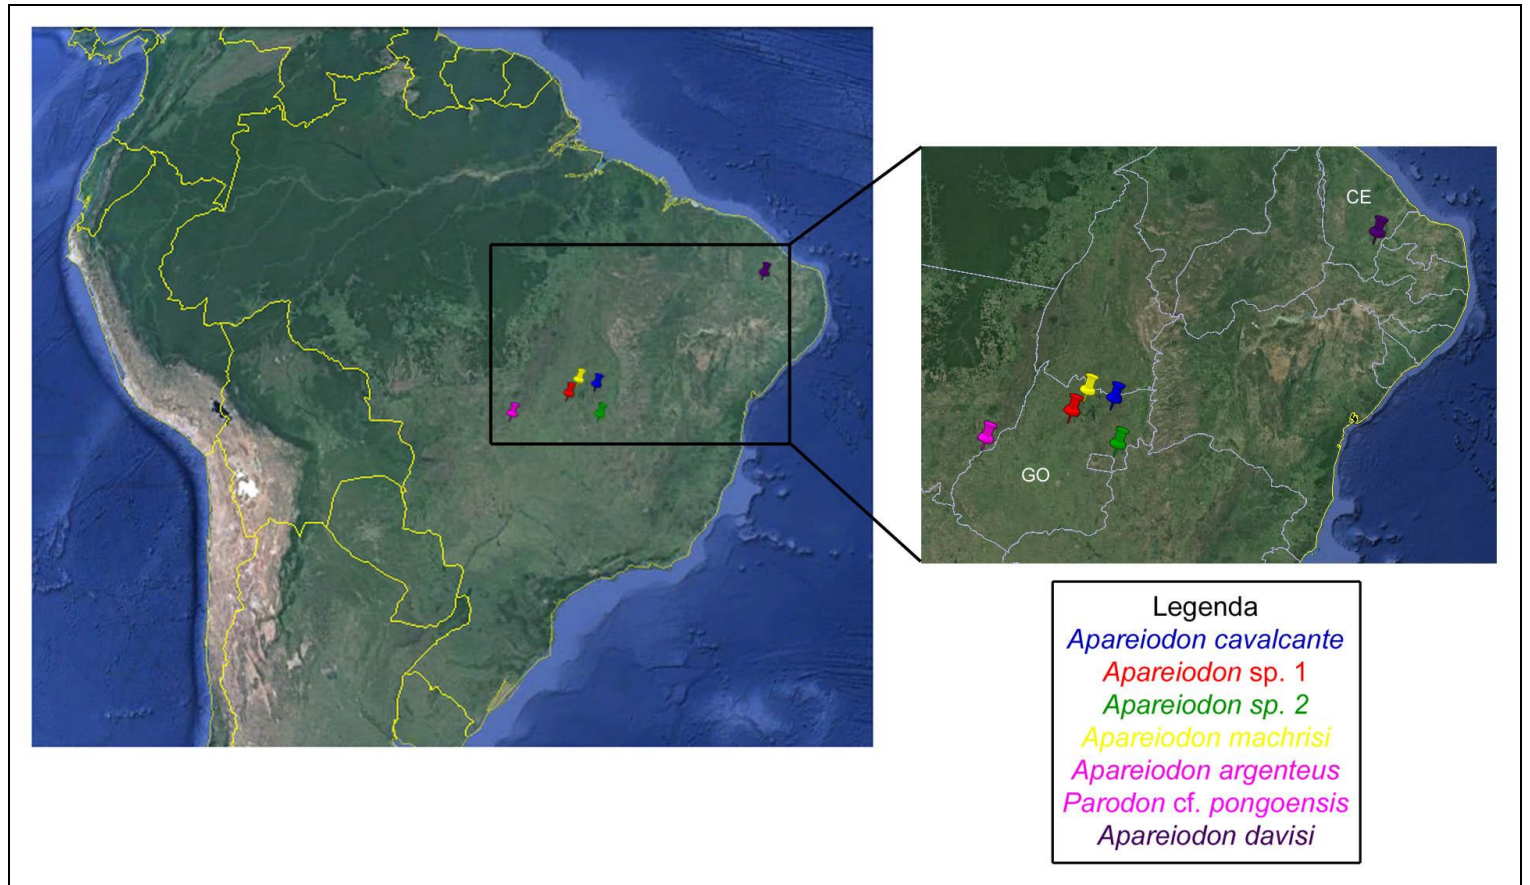 CE
GO
Legenda
Apareiodon cavalcante
Apareiodon sp. 1
Apareiodon sp. 2
Apareiodon machrisi
Apareiodon argenteus
Parodon cf. pongoensis
Apareiodon davisi